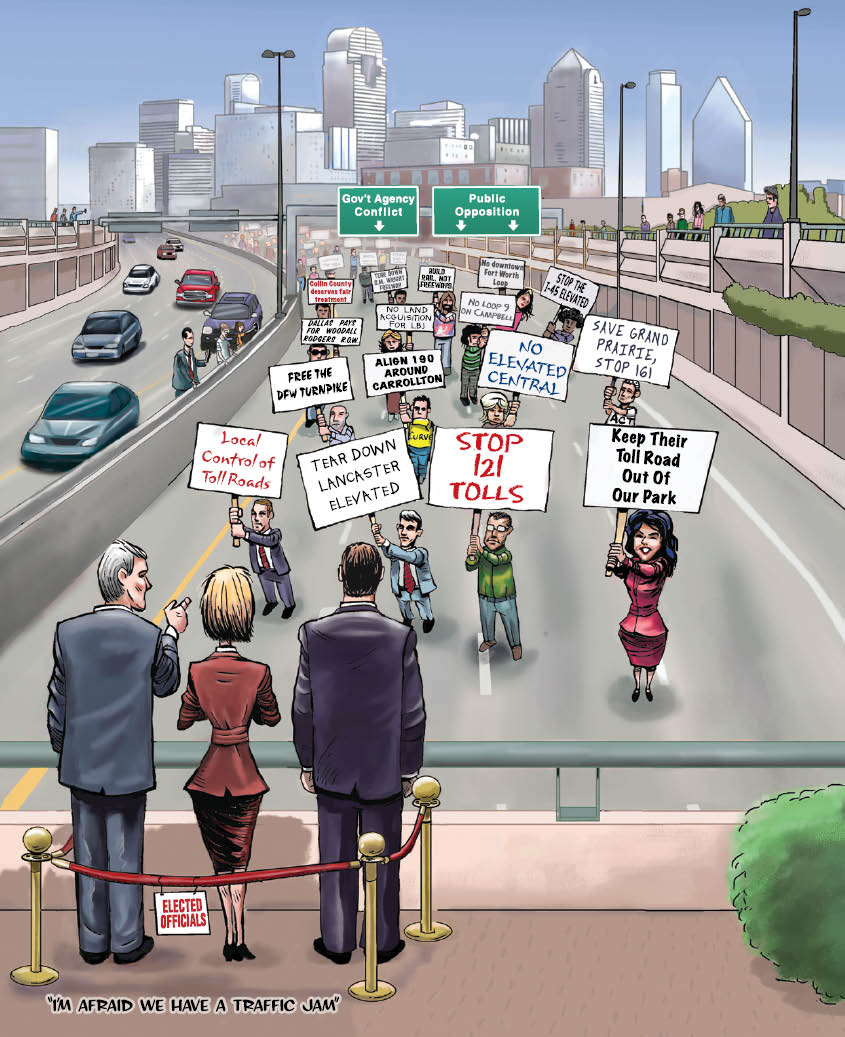 Gov't Agency
Conflict
Public
Opposition
Collin County
deserves fair
treatment
TEAR DOWN
D.M. WRIGHT
FREEWAY
BUILD
RAIL, NOT
FREEWAYS
No downtown
Fort Worth
Loop
STOP THE
I-45 ELEVATED
DALLAS PAYS
FOR WOODALL
RODGERS R.O.W.
NO LAND
ACQUISITION
FOR LBJ
NO LOOP 9
ON CAMPBELL
FREE THE
DFW TURNPIKE
ALIGN 190
AROUND
CARROLLTON
NO
ELEVATED
CENTRAL
SAVE GRAND
PRAIRIE,
STOP 161
ACT
LURVE
Local
Control of
Toll Roads
TEAR DOWN
LANCASTER
ELEVATED
STOP
121
TOLLS
Keep Their
Toll Road
Out Of
Our Park
ELECTED
OFFICIALS
"I'M AFRAID WE HAVE A TRAFFIC JAM"